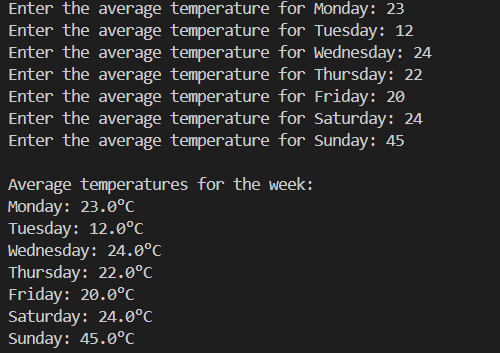 Enter the average temperature for Monday: 23
Enter the average temperature for Tuesday: 12
Enter the average temperature for Wednesday: 24
Enter the average temperature for Thursday: 22
Enter the average temperature for Friday: 20
Enter the average temperature for Saturday: 24
Enter the average temperature for Sunday: 45

Average temperatures for the week:
Monday: 23.0°C
Tuesday: 12.0°C
Wednesday: 24.0°C
Thursday: 22.0°C
Friday: 20.0°C
Saturday: 24.0°C
Sunday: 45.0°C